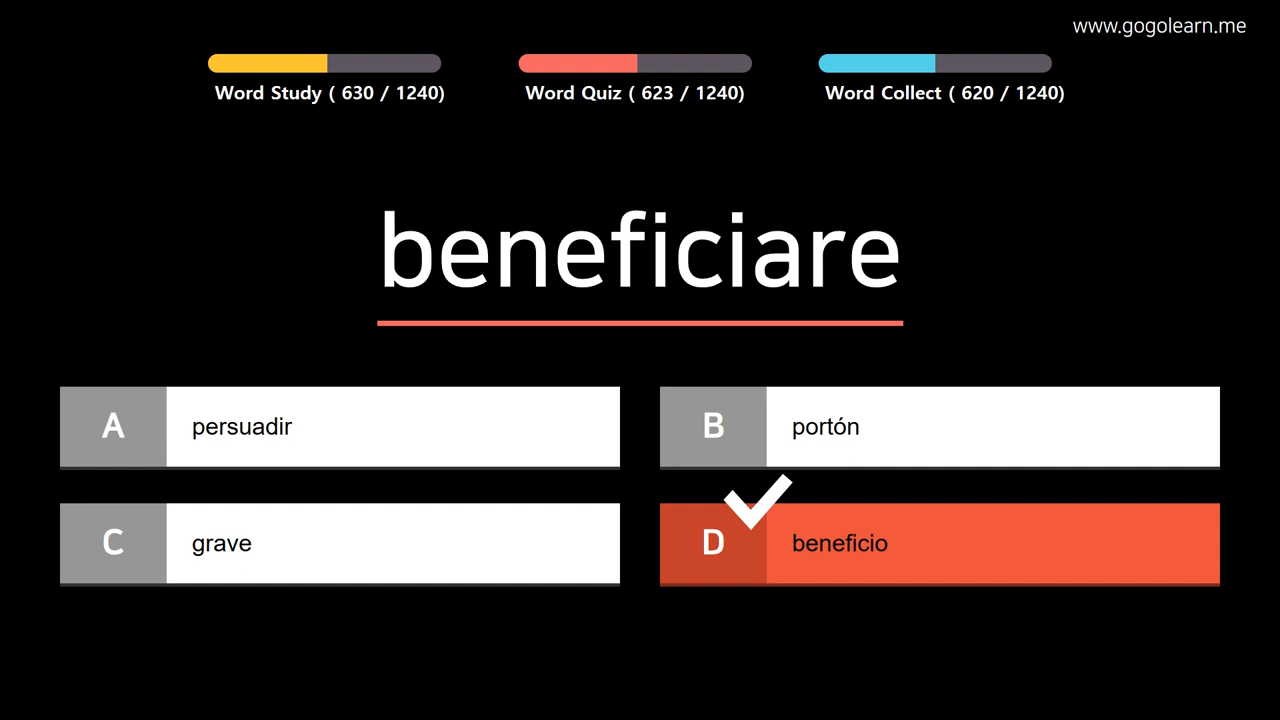 www.gogolearn.me
Word Study ( 630 / 1240)
Word Quiz ( 623 / 1240)
Word Collect ( 620 / 1240)
beneficiare
A persuadir
B portón
C grave
D beneficio